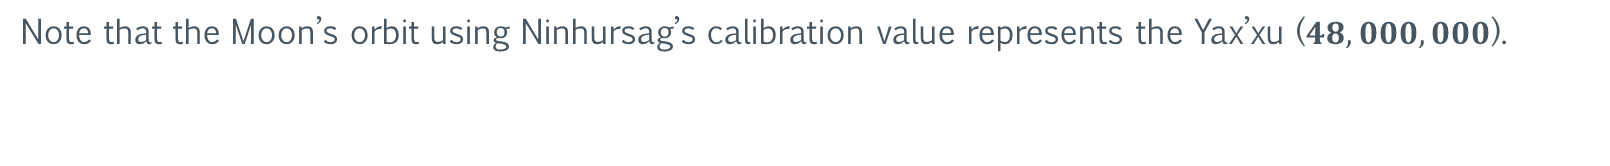 Note that the Moon’s orbit using Ninhursag’s calibration value represents the Yax’xu (48, 000, 000).